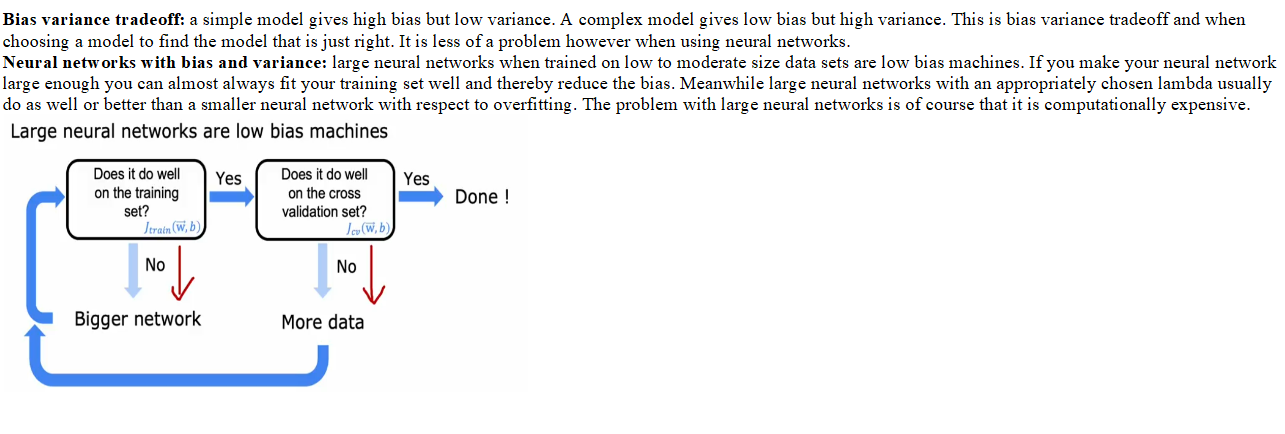 Bias variance tradeoff: a simple model gives high bias but low variance. A complex model gives low bias but high variance. This is bias variance tradeoff and when
choosing a model to find the model that is just right. It is less of a problem however when using neural networks.
Neural networks with bias and variance: large neural networks when trained on low to moderate size data sets are low bias machines. If you make your neural network
large enough you can almost always fit your training set well and thereby reduce the bias. Meanwhile large neural networks with an appropriately chosen lambda usually
do as well or better than a smaller neural network with respect to overfitting. The problem with large neural networks is of course that it is computationally expensive.
Large neural networks are low bias machines
Does it do well
on the training
set?
J_train(w⃗, b)
Yes
Does it do well
on the cross
validation set?
J_cv(w⃗, b)
Yes
Done !
No
No
Bigger network
More data